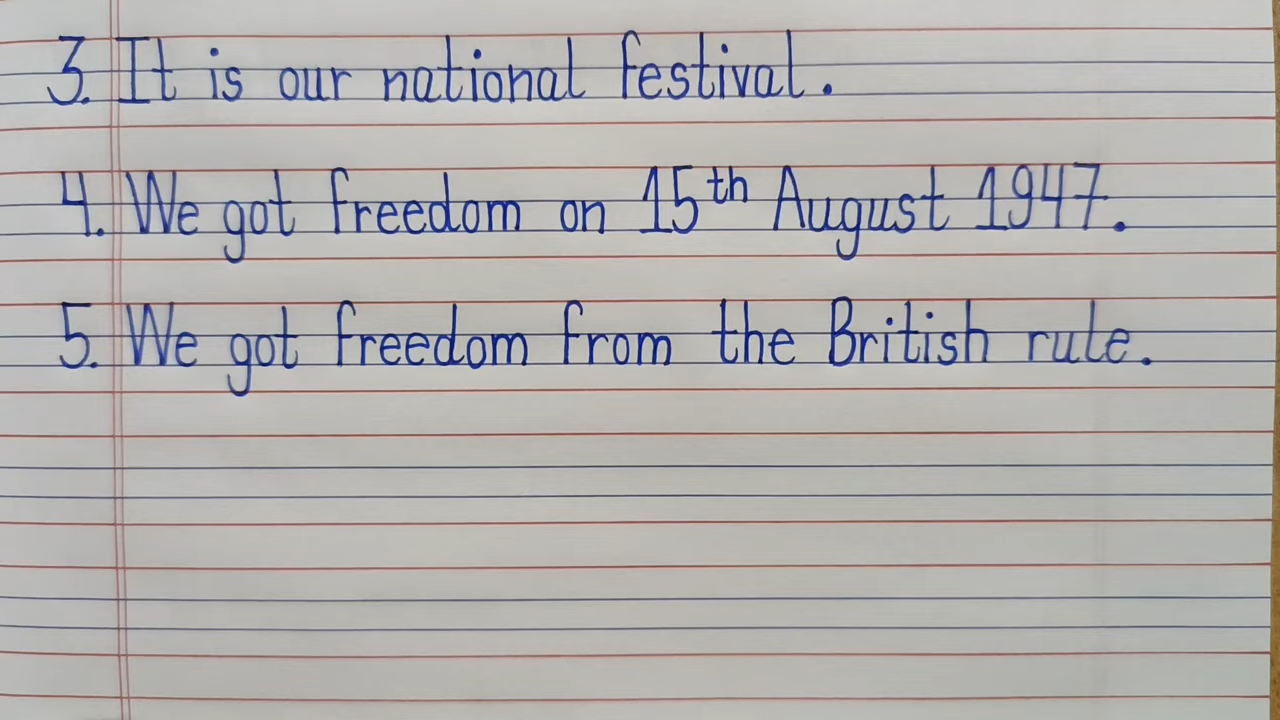 3. It is our national festival.
4. We got freedom on 15th August 1947.
5. We got freedom from the British rule.